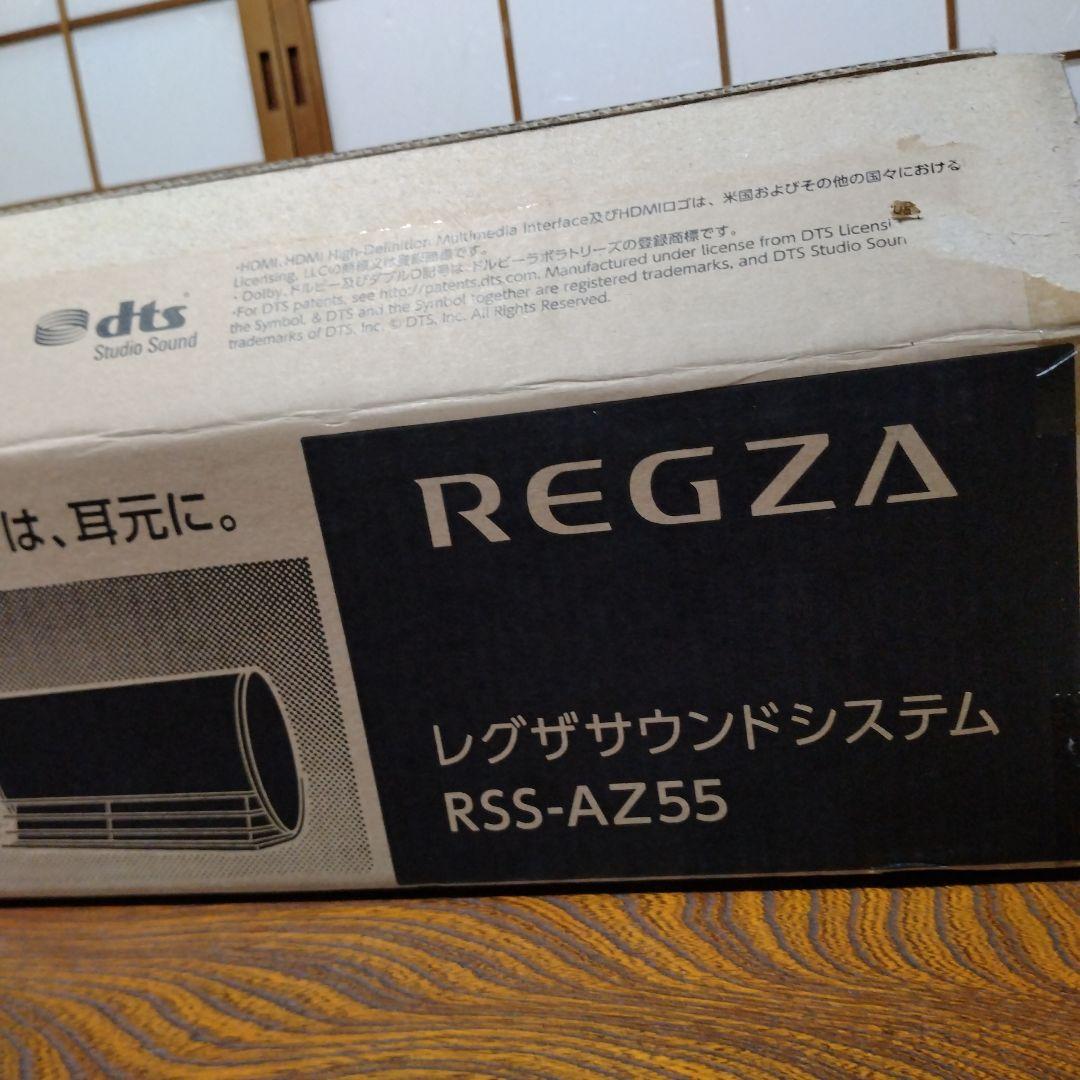 ・HDMI、HDMI High-Definition Multimedia Interface及びHDMIロゴは、米国およびその他の国々における
Licensing, LLCの商標又は登録商標です。
・Dolby、ドルビー及びダブルD記号は、ドルビーラボラトリーズの登録商標です。
・For DTS patents, see http://patents.dts.com. Manufactured under license from DTS Licensi
the Symbol, & DTS and the Symbol together are registered trademarks, and DTS Studio Soun
trademarks of DTS, Inc. © DTS, Inc. All Rights Reserved.
dts
Studio Sound
は、耳元に。
REGZA
レグザサウンドシステム
RSS-AZ55